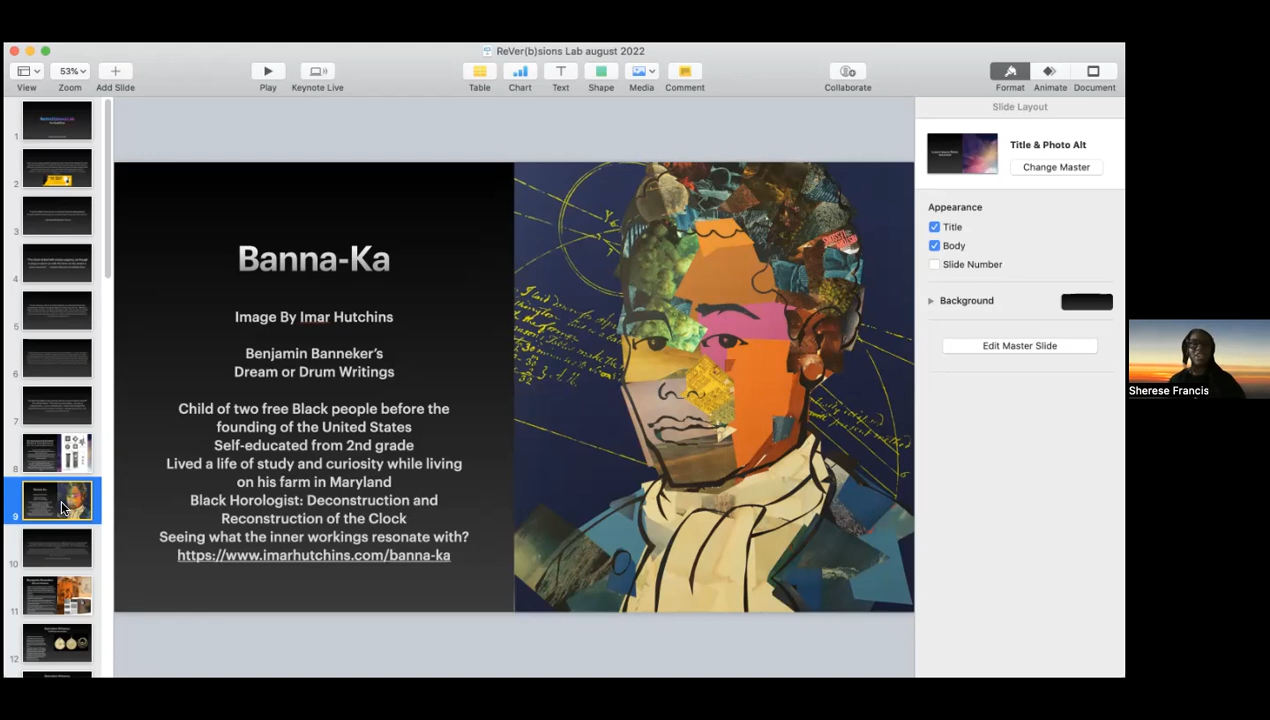 ReVer(b)sions Lab august 2022
53%
View
Zoom
Add Slide
Play
Keynote Live
Table
Chart
Text
Shape
Media
Comment
Collaborate
Format
Animate
Document
1
2
3
4
5
6
7
8
9
10
11
12
Banna-Ka
Image By Imar Hutchins
Benjamin Banneker's
Dream or Drum Writings
Child of two free Black people before the
founding of the United States
Self-educated from 2nd grade
Lived a life of study and curiosity while living
on his farm in Maryland
Black Horologist: Deconstruction and
Reconstruction of the Clock
Seeing what the inner workings resonate with?
https://www.imarhutchins.com/banna-ka
Slide Layout
Title & Photo Alt
Change Master
Appearance
Title
Body
Slide Number
Background
Edit Master Slide
Sherese Francis